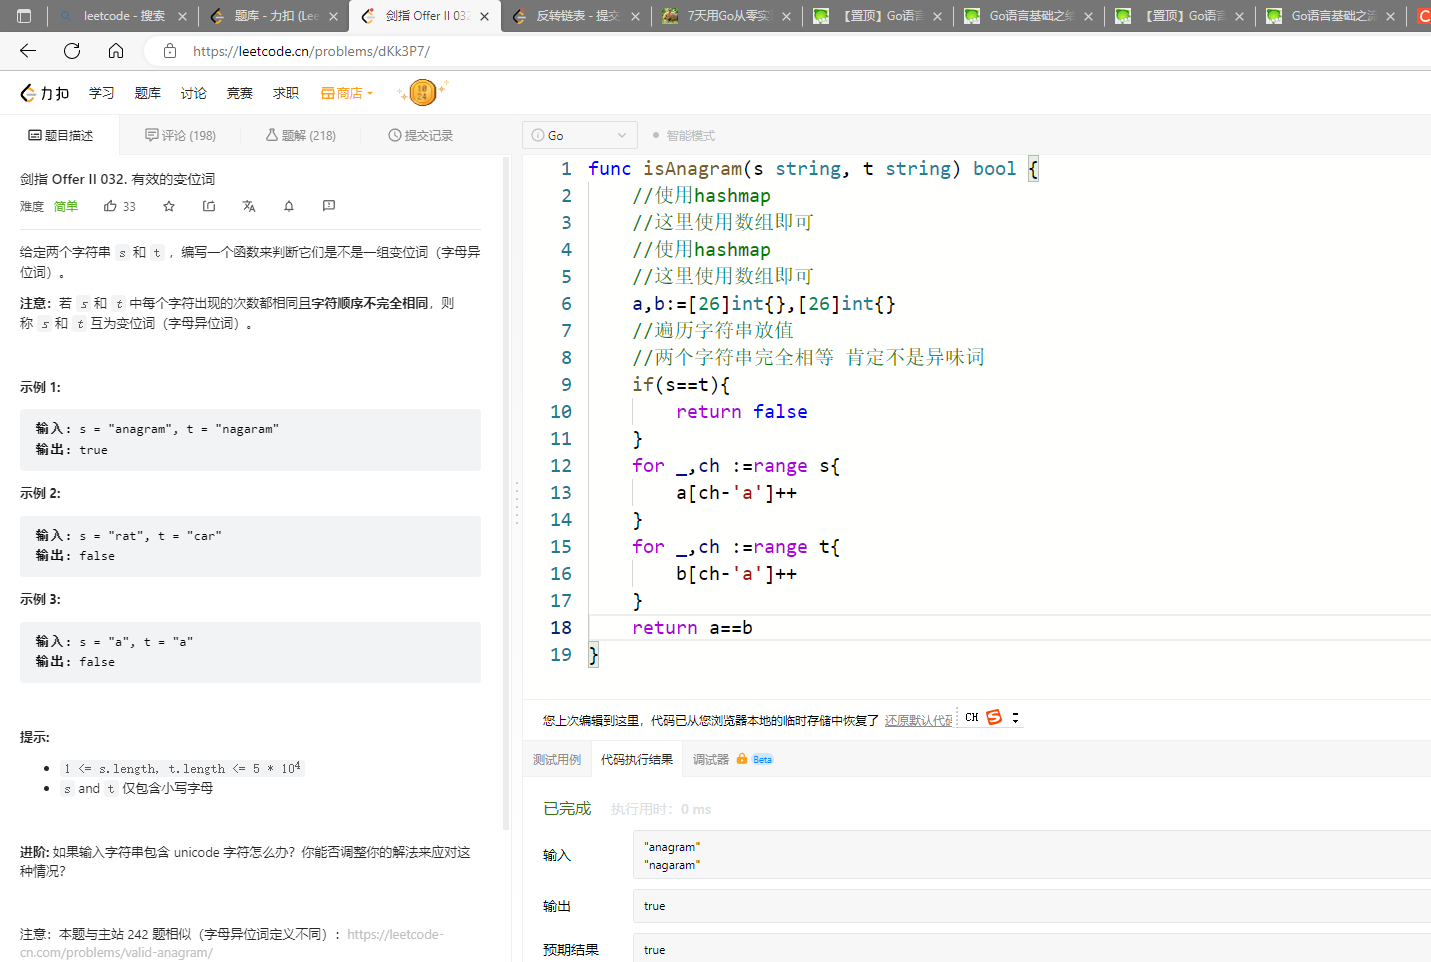 leetcode - 搜索
题库 - 力扣 (Lee
剑指 Offer II 032
反转链表 - 提交
7天用Go从零实
【置顶】Go语言
Go语言基础之结
【置顶】Go语言
Go语言基础之流
https://leetcode.cn/problems/dKk3P7/
力扣 学习 题库 讨论 竞赛 求职 商店
题目描述 评论 (198) 题解 (218) 提交记录
Go 智能模式
剑指 Offer II 032. 有效的变位词
难度 简单 33
给定两个字符串 s 和 t ，编写一个函数来判断它们是不是一组变位词（字母异
位词）。
注意：若 s 和 t 中每个字符出现的次数都相同且字符顺序不完全相同，则
称 s 和 t 互为变位词（字母异位词）。
示例 1:
输入: s = "anagram", t = "nagaram"
输出: true
示例 2:
输入: s = "rat", t = "car"
输出: false
示例 3:
输入: s = "a", t = "a"
输出: false
提示:
1 <= s.length, t.length <= 5 * 10⁴
s and t 仅包含小写字母
进阶: 如果输入字符串包含 unicode 字符怎么办？你能否调整你的解法来应对这
种情况？
注意：本题与主站 242 题相似（字母异位词定义不同）：https://leetcode-
cn.com/problems/valid-anagram/
1 func isAnagram(s string, t string) bool {
2 //使用hashmap
3 //这里使用数组即可
4 //使用hashmap
5 //这里使用数组即可
6 a,b:=[26]int{},[26]int{}
7 //遍历字符串放值
8 //两个字符串完全相等 肯定不是异味词
9 if(s==t){
10 return false
11 }
12 for _,ch :=range s{
13 a[ch-'a']++
14 }
15 for _,ch :=range t{
16 b[ch-'a']++
17 }
18 return a==b
19 }
您上次编辑到这里，代码已从您浏览器本地的临时存储中恢复了 还原默认代码
CH
测试用例 代码执行结果 调试器 Beta
已完成 执行用时：0 ms
输入
"anagram"
"nagaram"
输出 true
预期结果 true